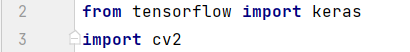 2 from tensorflow import keras
3 import cv2